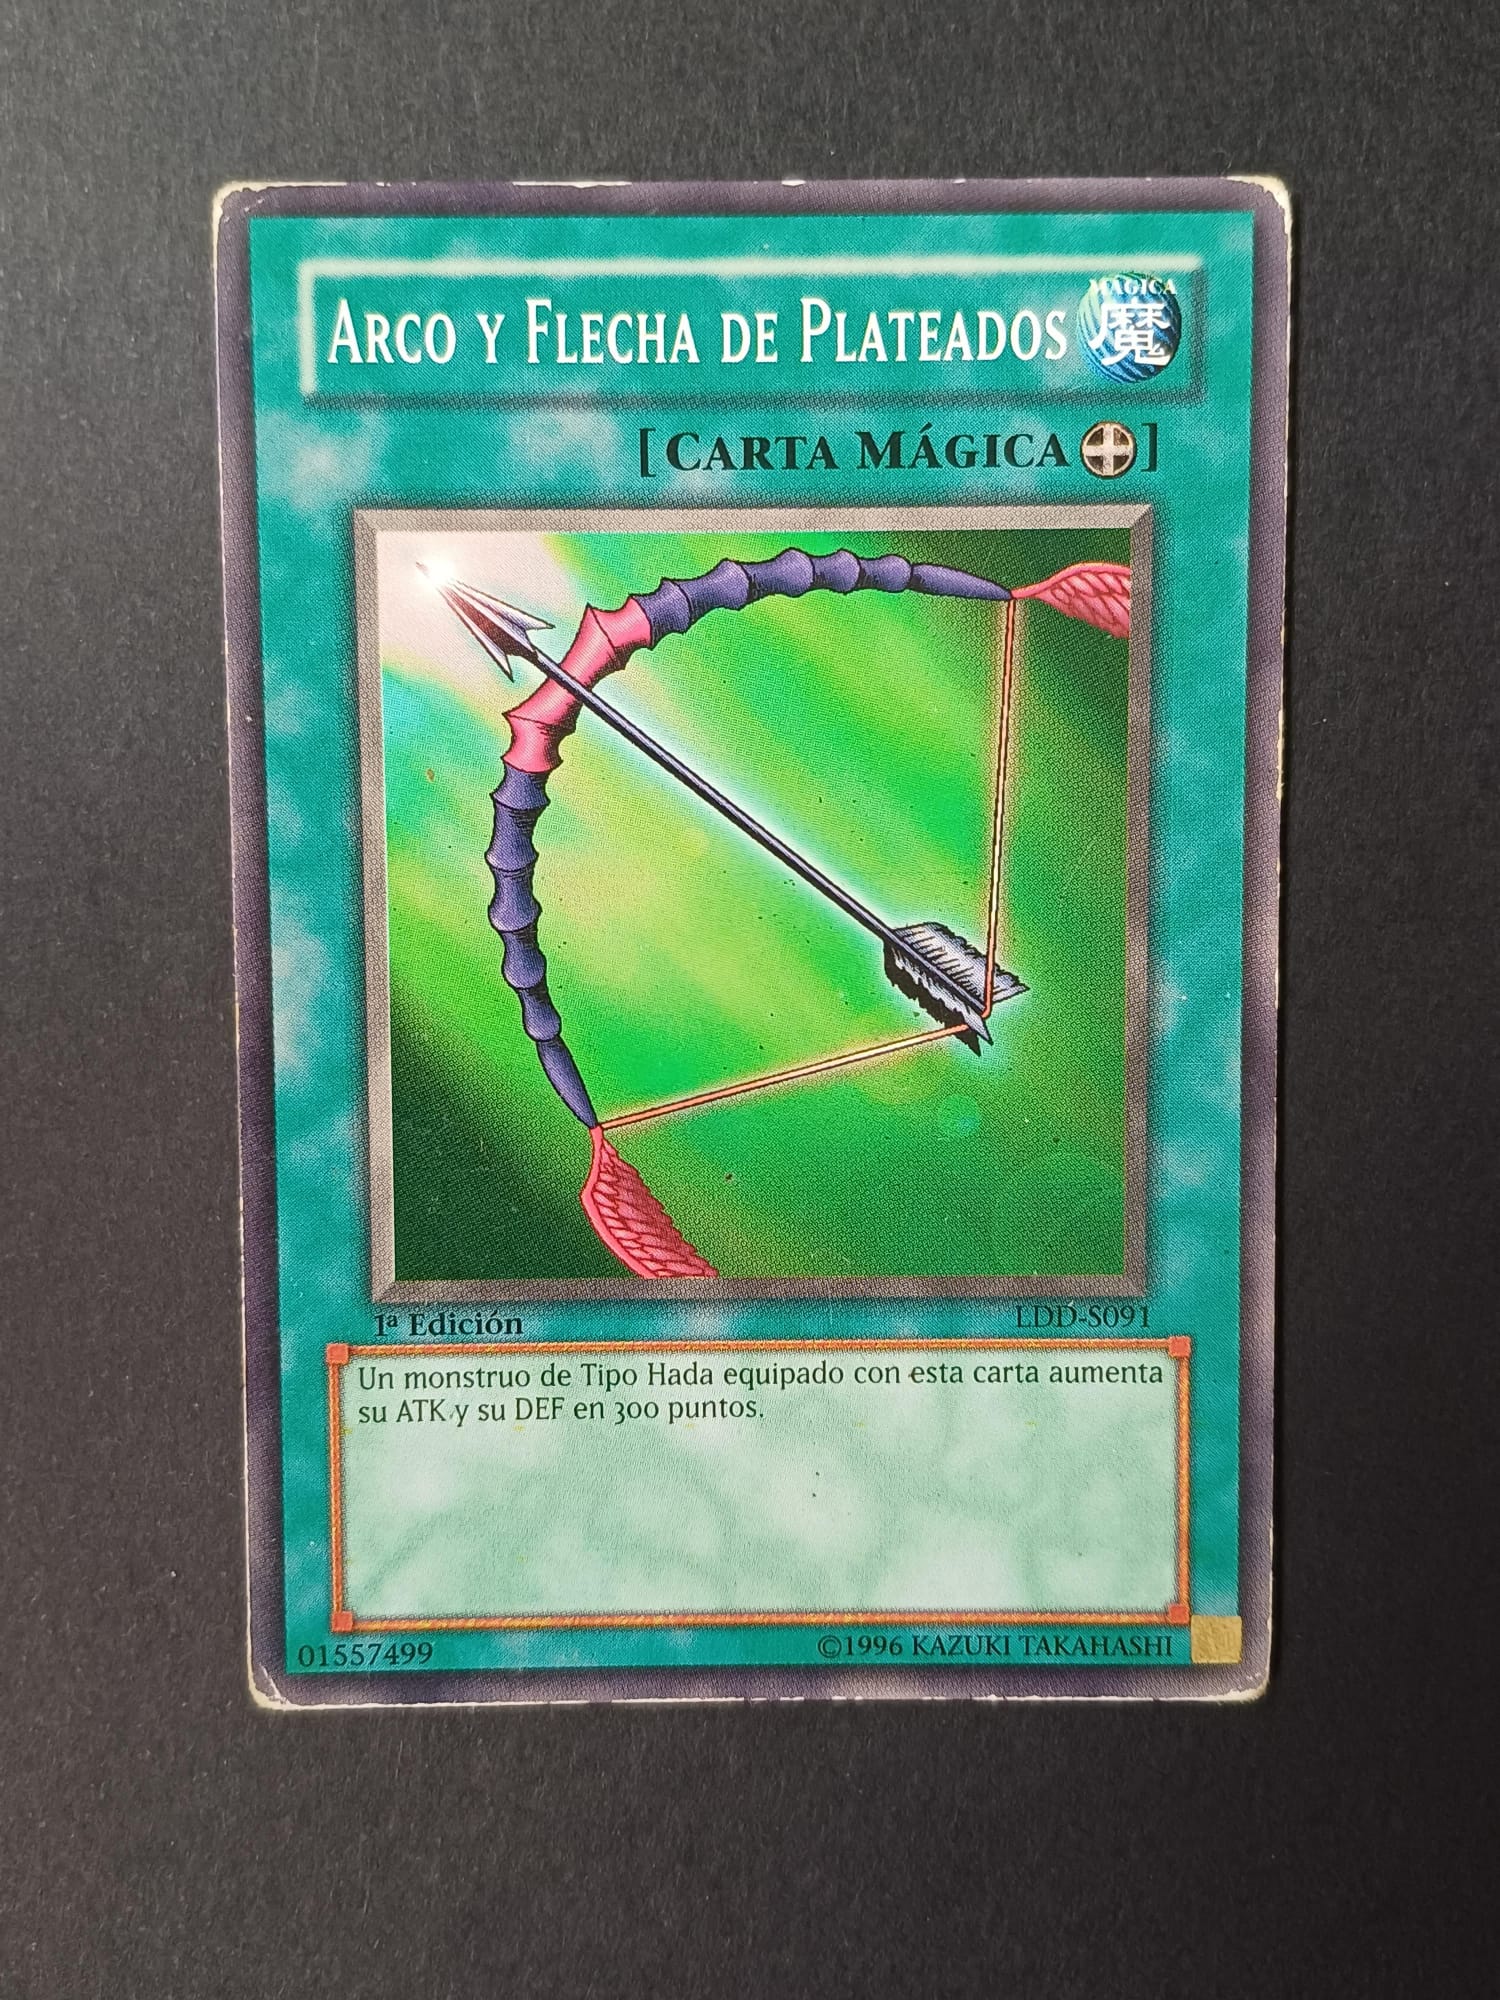 ARCO Y FLECHA DE PLATEADOS
MÁGICA
魔
[CARTA MÁGICA]
1ª Edición
LDD-S091
Un monstruo de Tipo Hada equipado con esta carta aumenta
su ATK y su DEF en 300 puntos.
01557499
©1996 KAZUKI TAKAHASHI